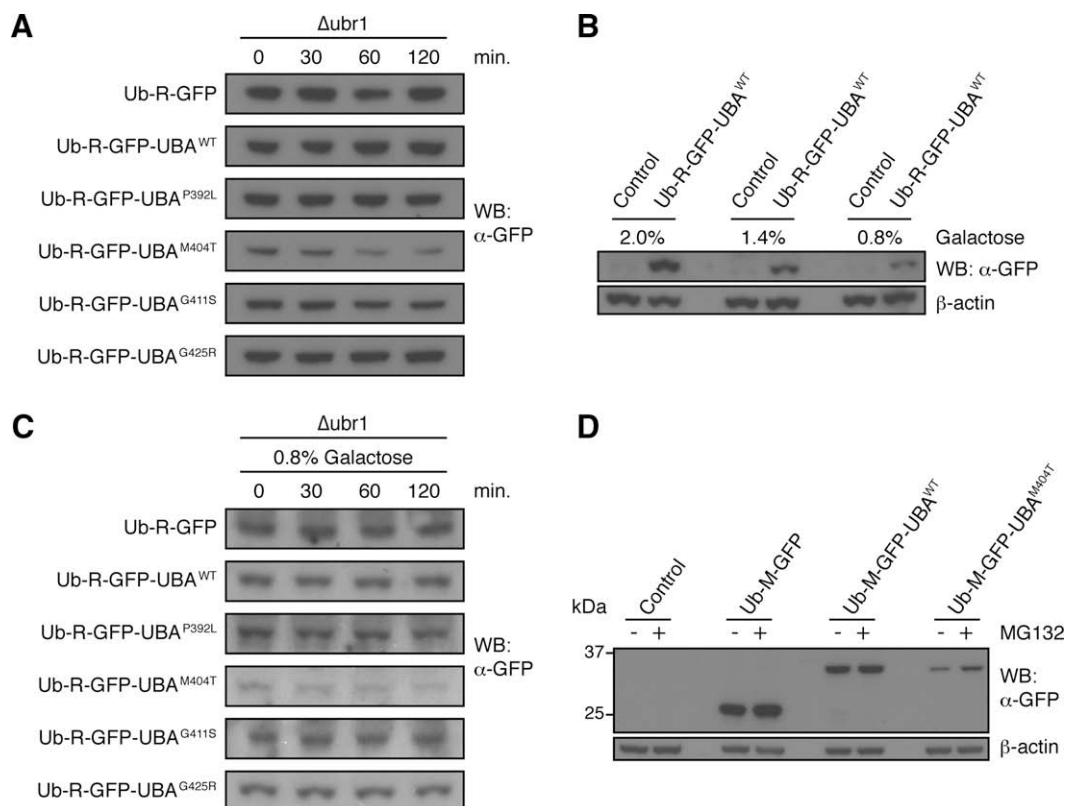 A
Δubr1
0 30 60 120 min.
Ub-R-GFP
Ub-R-GFP-UBA^WT
Ub-R-GFP-UBA^P392L
WB:
α-GFP
Ub-R-GFP-UBA^M404T
Ub-R-GFP-UBA^G411S
Ub-R-GFP-UBA^G425R
B
Control Ub-R-GFP-UBA^WT Control Ub-R-GFP-UBA^WT Control Ub-R-GFP-UBA^WT
2.0% 1.4% 0.8% Galactose
WB: α-GFP
β-actin
C
Δubr1
0.8% Galactose
0 30 60 120 min.
Ub-R-GFP
Ub-R-GFP-UBA^WT
Ub-R-GFP-UBA^P392L
WB:
α-GFP
Ub-R-GFP-UBA^M404T
Ub-R-GFP-UBA^G411S
Ub-R-GFP-UBA^G425R
D
Control Ub-M-GFP Ub-M-GFP-UBA^WT Ub-M-GFP-UBA^M404T
kDa
- + - + - + - + MG132
37
WB:
α-GFP
25
β-actin